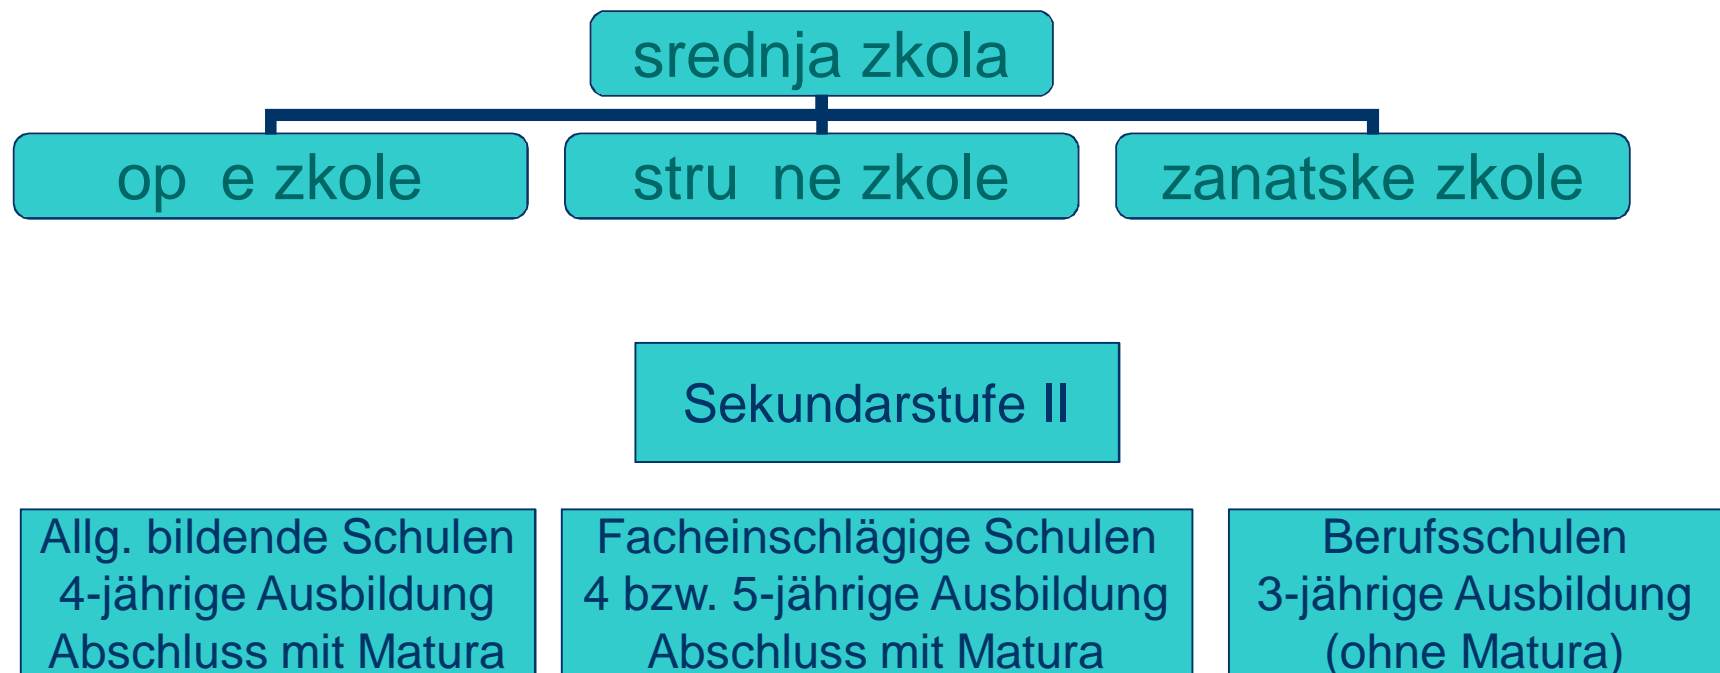 srednja zkola
op e zkole
stru ne zkole
zanatske zkole
Sekundarstufe II
Allg. bildende Schulen
4-jährige Ausbildung
Abschluss mit Matura
Facheinschlägige Schulen
4 bzw. 5-jährige Ausbildung
Abschluss mit Matura
Berufsschulen
3-jährige Ausbildung
(ohne Matura)